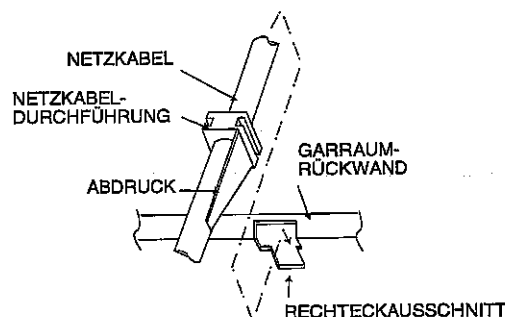 NETZKABEL
NETZKABEL-
DURCHFÜHRUNG
GARRAUM-
RÜCKWAND
ABDRUCK
RECHTECKAUSSCHNITT